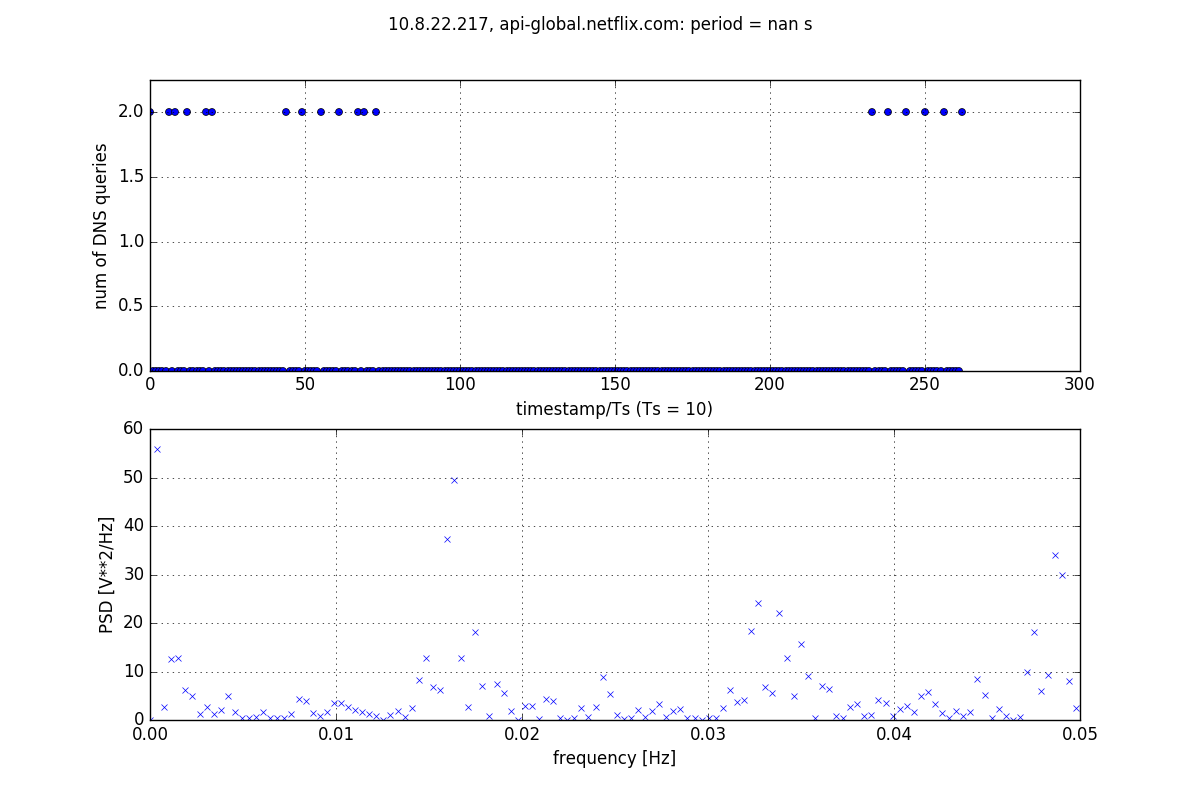 10.8.22.217, api-global.netflix.com: period = nan s
2.0
1.5
1.0
0.5
0.0
num of DNS queries
0 50 100 150 200 250 300
timestamp/Ts (Ts = 10)
60
50
40
30
20
10
0
PSD [V**2/Hz]
0.00 0.01 0.02 0.03 0.04 0.05
frequency [Hz]